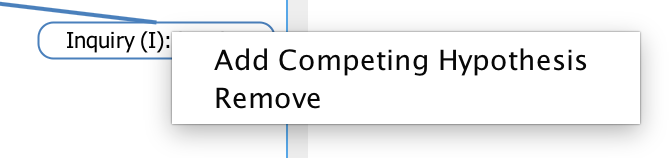 Inquiry (I):
Add Competing Hypothesis
Remove